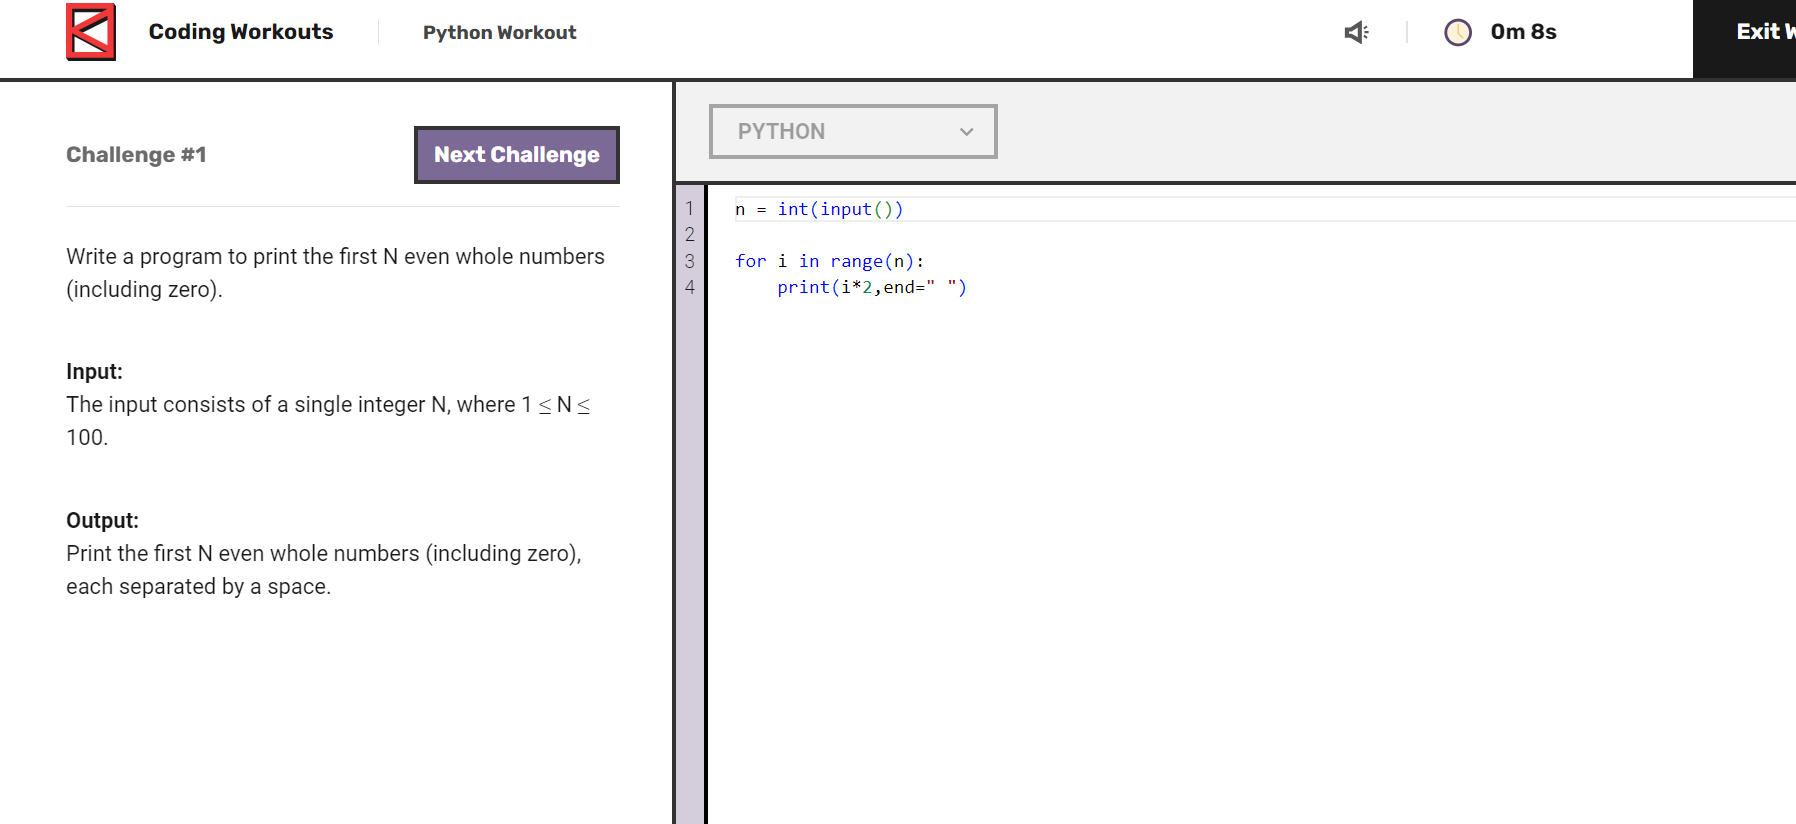 Coding Workouts
Python Workout
0m 8s
Exit
Challenge #1
Next Challenge
Write a program to print the first N even whole numbers
(including zero).
Input:
The input consists of a single integer N, where 1 ≤ N ≤
100.
Output:
Print the first N even whole numbers (including zero),
each separated by a space.
PYTHON
1 n = int(input())
2
3 for i in range(n):
4     print(i*2,end=" ")